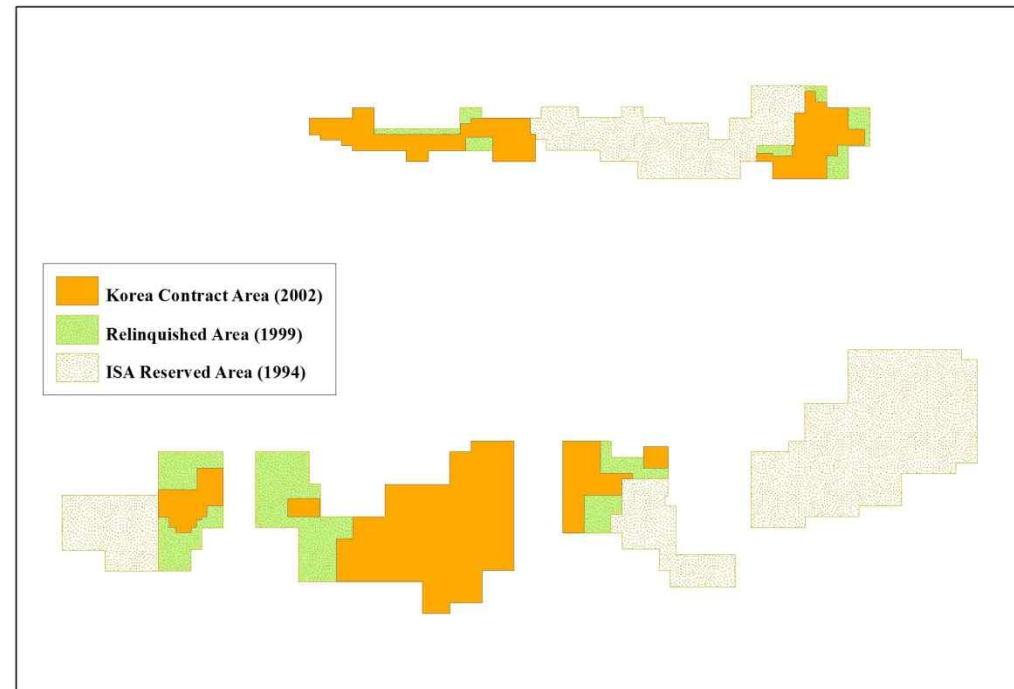 Korea Contract Area (2002)
Relinquished Area (1999)
ISA Reserved Area (1994)